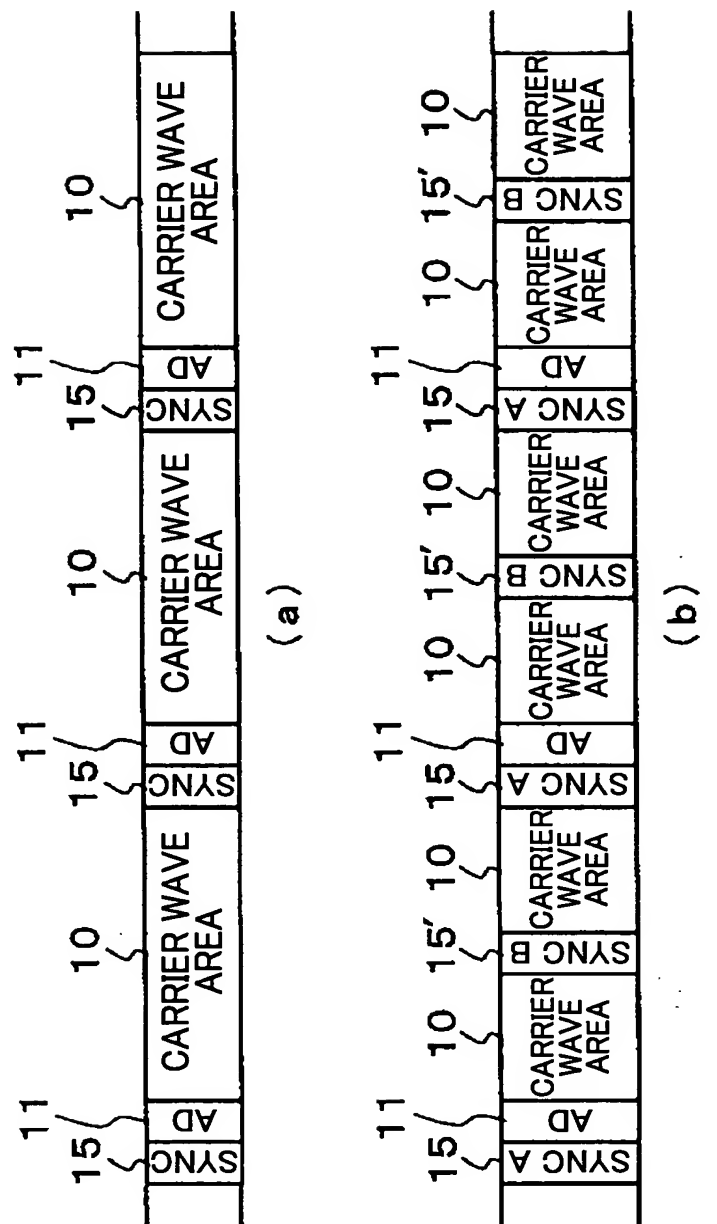 15 11 10 15 11 10 15 11 10
SYNC
AD
CARRIER WAVE
AREA
SYNC
AD
CARRIER WAVE
AREA
SYNC
AD
CARRIER WAVE
AREA
(a)
15 11 10 15' 10 15 11 10 15' 10 15 11 10 15' 10
SYNC A
AD
CARRIER
WAVE
AREA
SYNC B
CARRIER
WAVE
AREA
SYNC A
AD
CARRIER
WAVE
AREA
SYNC B
CARRIER
WAVE
AREA
SYNC A
AD
CARRIER
WAVE
AREA
SYNC B
CARRIER
WAVE
AREA
(b)